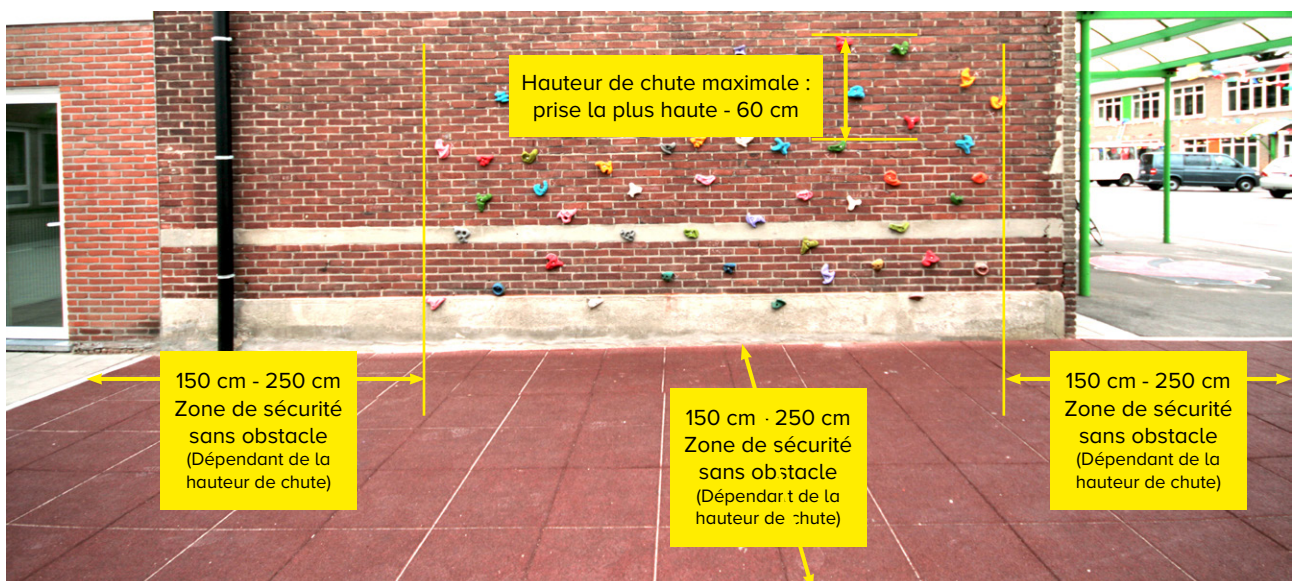 Hauteur de chute maximale :
prise la plus haute - 60 cm
150 cm - 250 cm
Zone de sécurité
sans obstacle
(Dépendant de la
hauteur de chute)
150 cm - 250 cm
Zone de sécurité
sans obstacle
(Dépendant de la
hauteur de chute)
150 cm - 250 cm
Zone de sécurité
sans obstacle
(Dépendant de la
hauteur de chute)